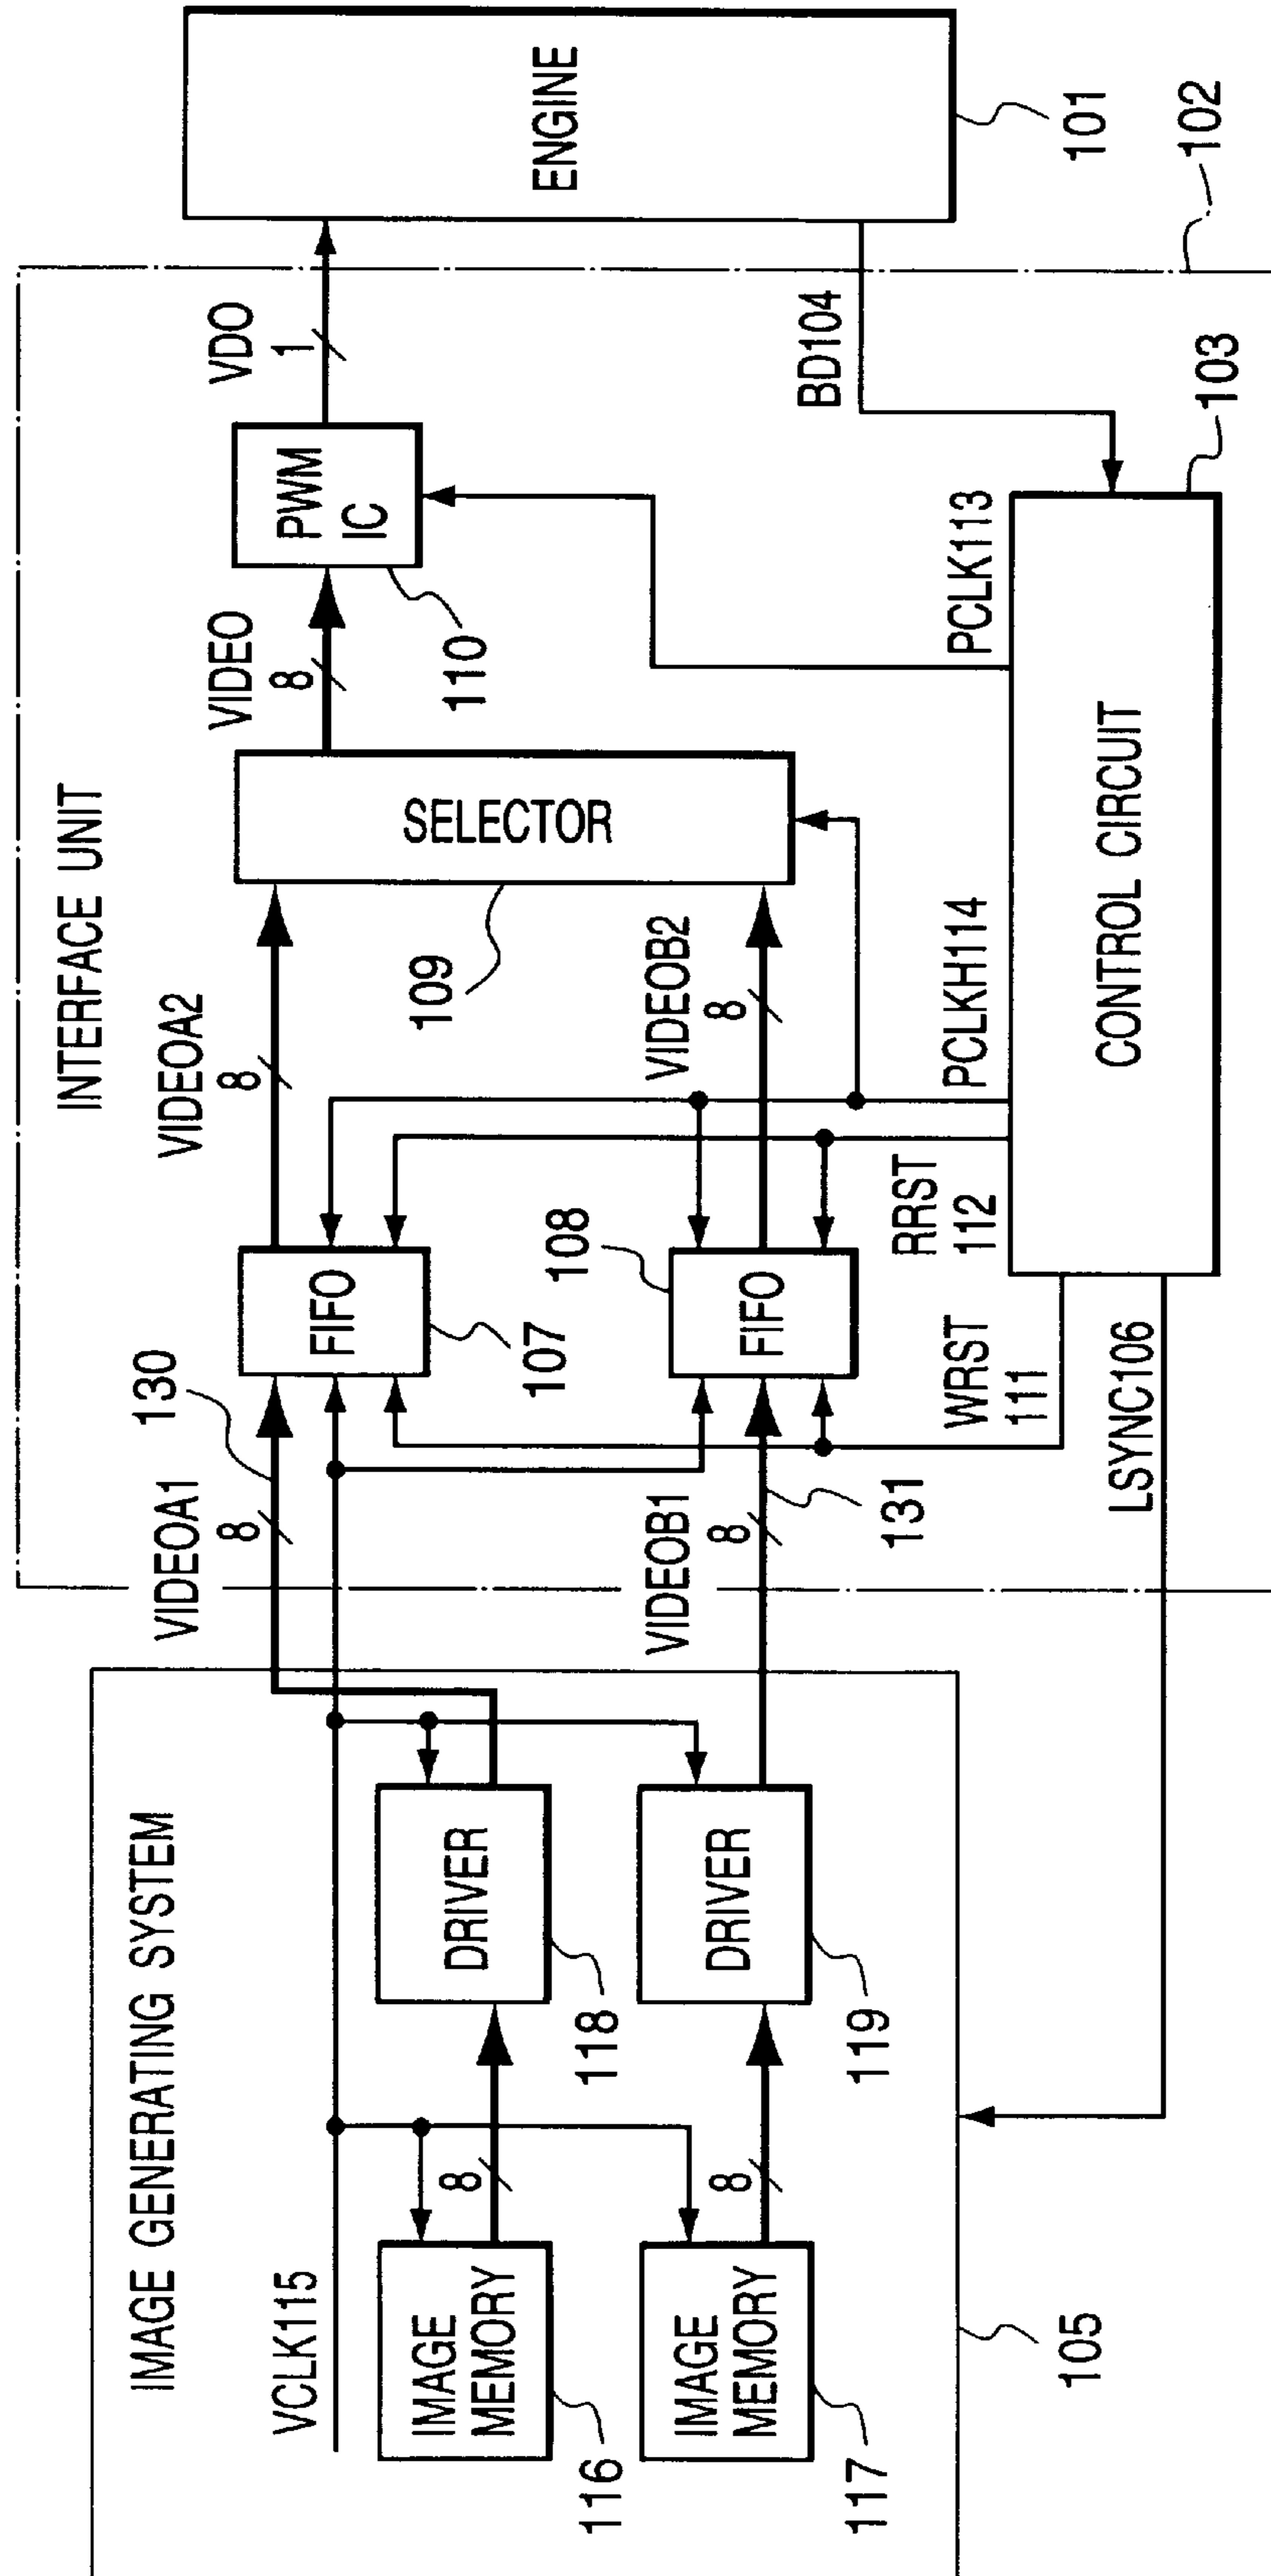 IMAGE GENERATING SYSTEM
VCLK115
IMAGE
MEMORY
116
8
DRIVER
118
IMAGE
MEMORY
117
8
DRIVER
119
105
INTERFACE UNIT
VIDEOA1
8
130
FIFO
107
VIDEOA2
8
VIDEOB1
8
131
FIFO
108
VIDEOB2
8
SELECTOR
109
VIDEO
8
PWM
IC
110
VDO
1
ENGINE
101
102
BD104
WRST
111
RRST
112
PCLKH114
PCLK113
LSYNC106
CONTROL CIRCUIT
103